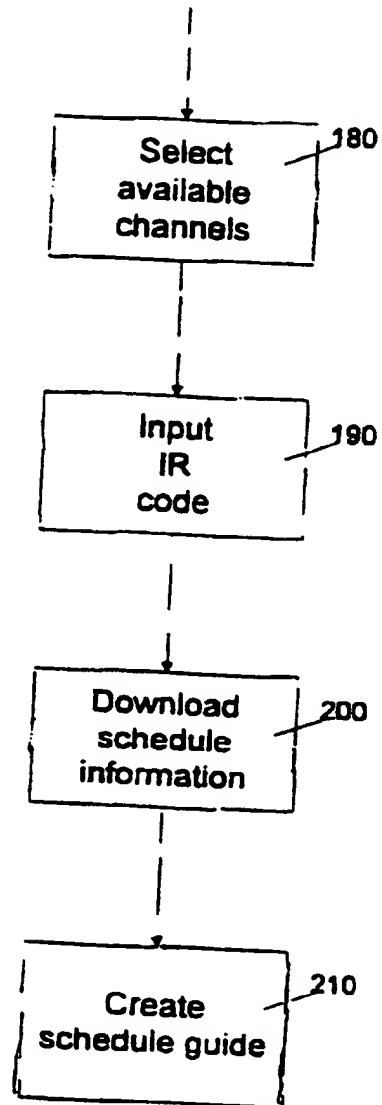 180
Select
available
channels
190
Input
IR
code
200
Download
schedule
information
210
Create
schedule guide